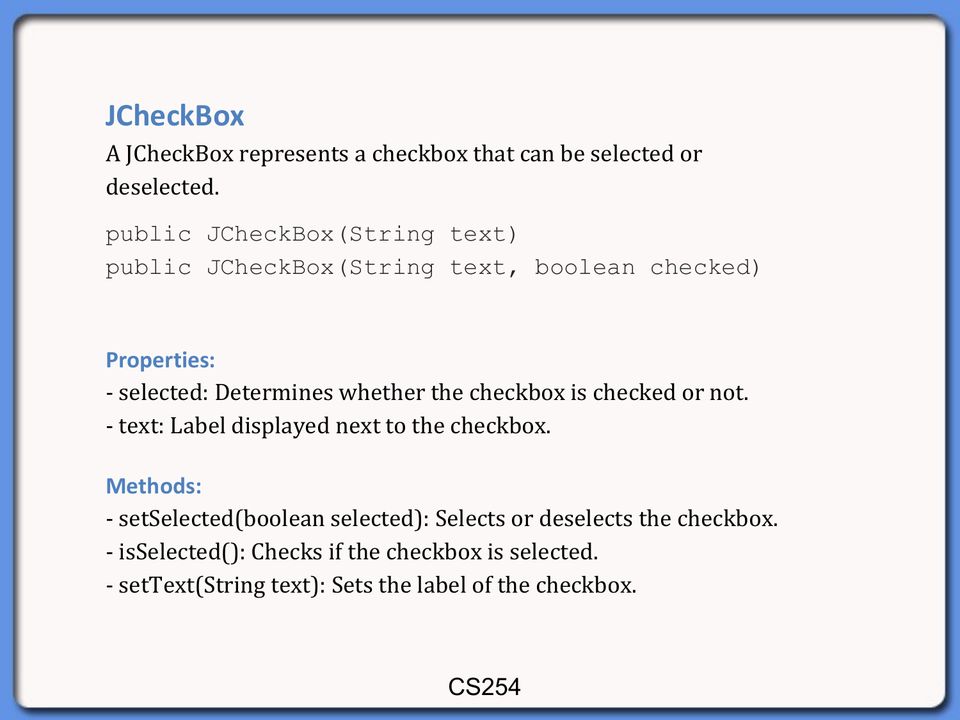 JCheckBox
A JCheckBox represents a checkbox that can be selected or
deselected.
public JCheckBox(String text)
public JCheckBox(String text, boolean checked)
Properties:
- selected: Determines whether the checkbox is checked or not.
- text: Label displayed next to the checkbox.
Methods:
- setSelected(boolean selected): Selects or deselects the checkbox.
- isSelected(): Checks if the checkbox is selected.
- setText(String text): Sets the label of the checkbox.
CS254